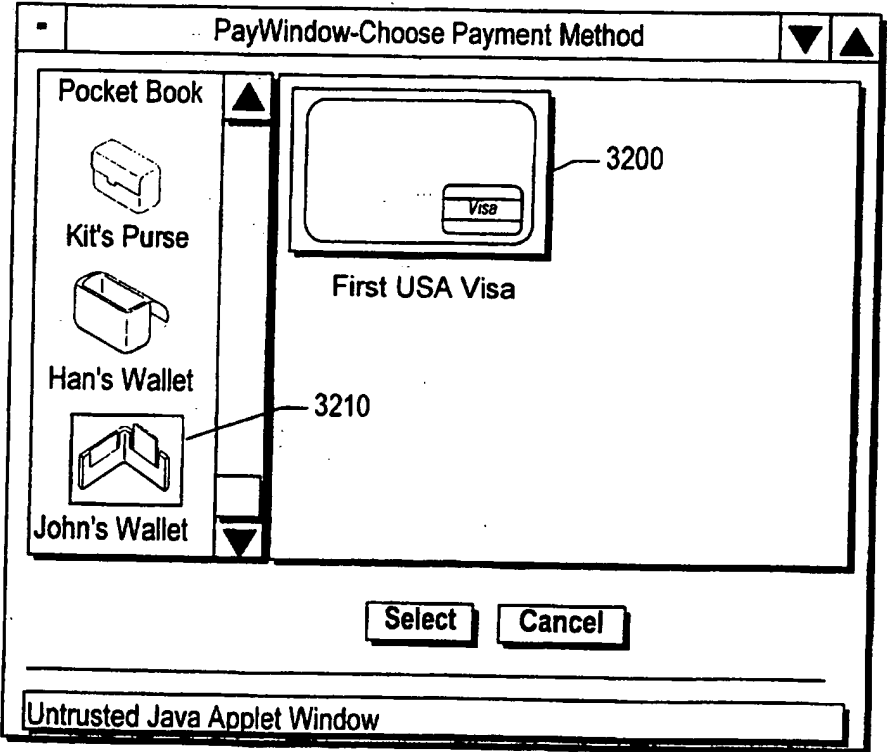 PayWindow-Choose Payment Method
Pocket Book
Kit's Purse
Han's Wallet
3210
John's Wallet
Visa
3200
First USA Visa
Select
Cancel
Untrusted Java Applet Window